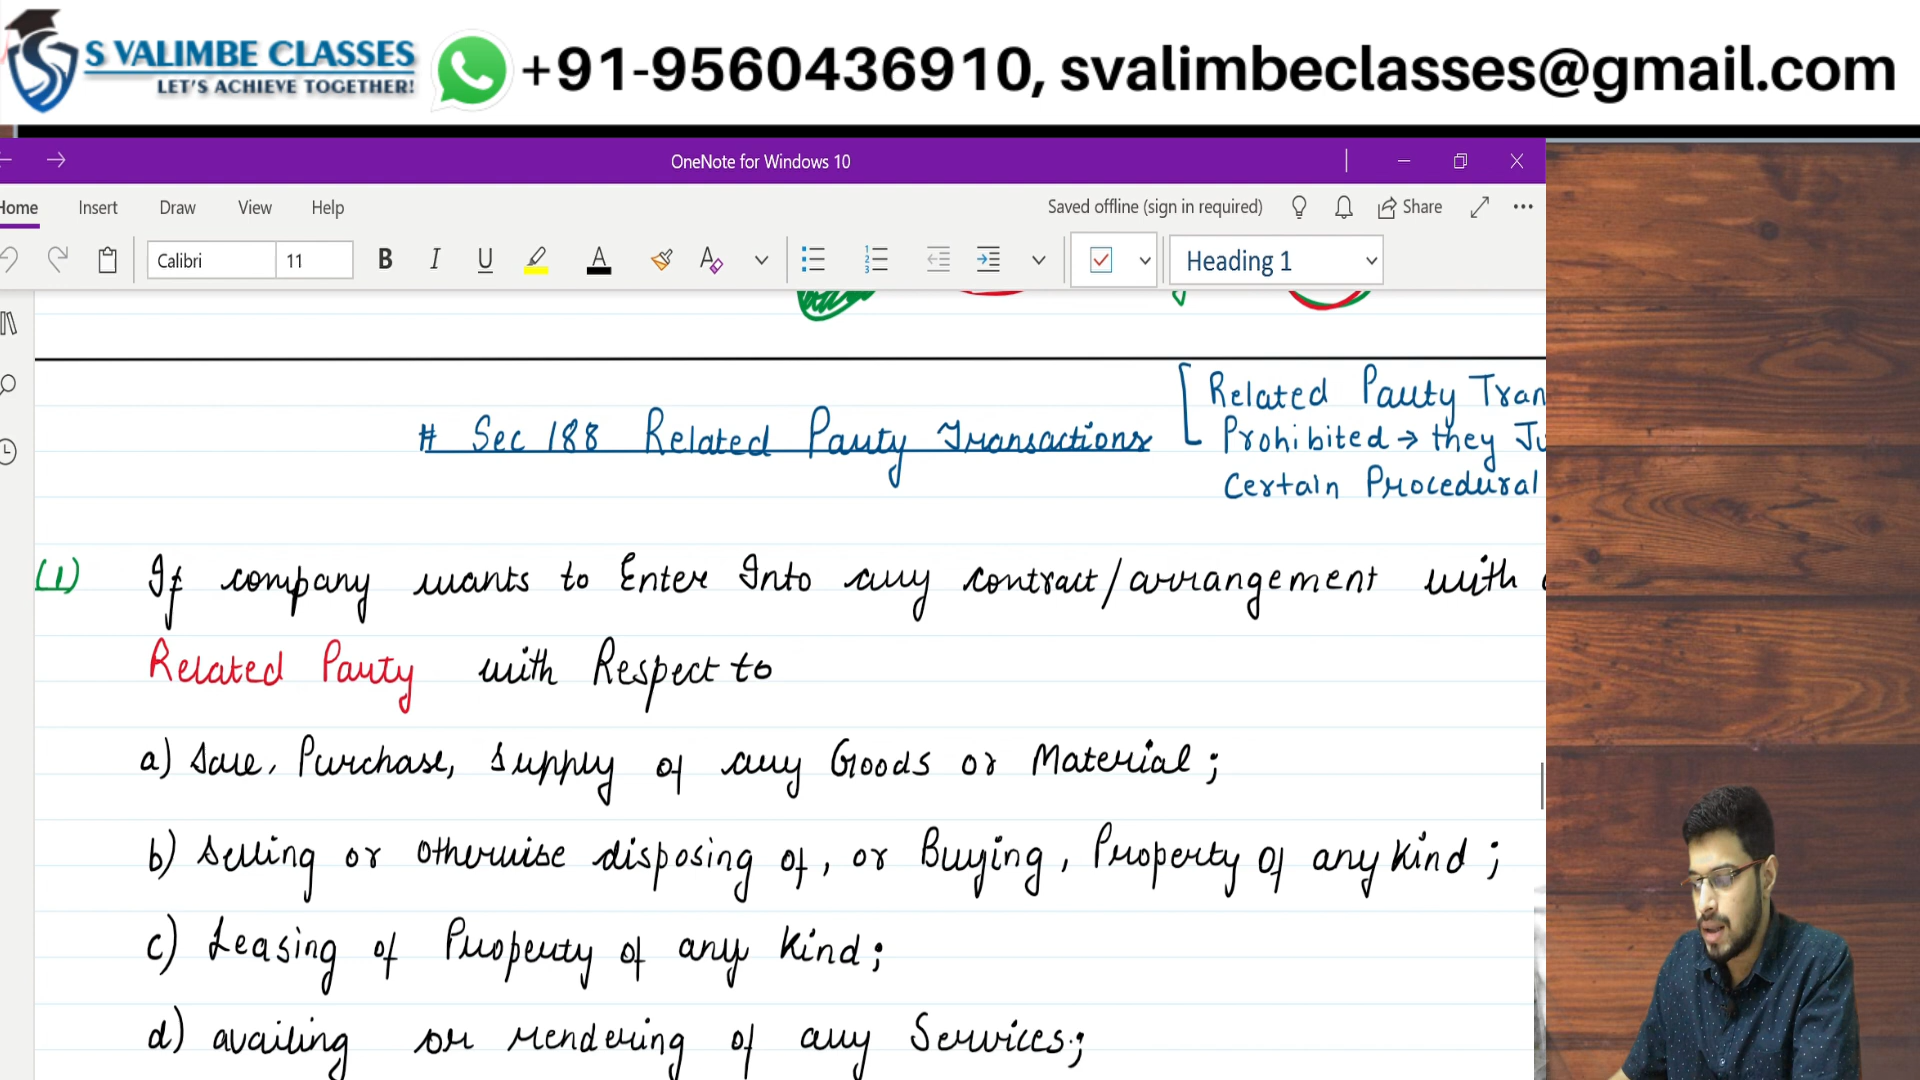 S VALIMBE CLASSES
LET'S ACHIEVE TOGETHER!
+91-9560436910, svalimbeclasses@gmail.com
OneNote for Windows 10
Home Insert Draw View Help Saved offline (sign in required) Share
Calibri 11 B I U A A Heading 1
[ Related Party Tran
# Sec 188 Related Party Transactions
Prohibited → they Ju
Certain Procedural
(1) If company wants to Enter Into any contract/arrangement with
Related Party with Respect to
a) Sale, Purchase, Supply of any Goods or Material;
b) Selling or otherwise disposing of, or Buying, Property of any kind;
c) Leasing of Property of any kind;
d) availing or rendering of any Services;